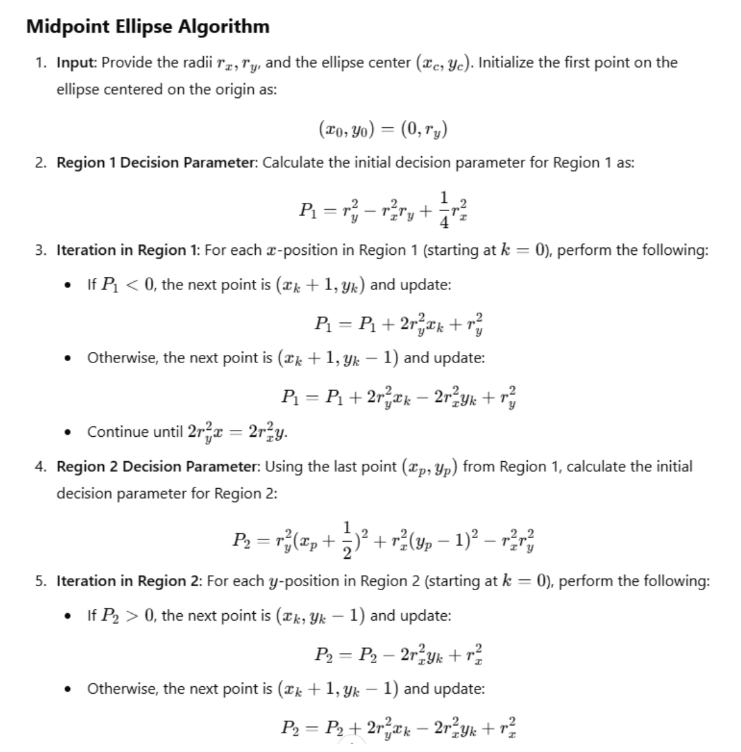 Midpoint Ellipse Algorithm
1. Input: Provide the radii r_x, r_y, and the ellipse center (x_c, y_c). Initialize the first point on the
ellipse centered on the origin as:
(x_0, y_0) = (0, r_y)
2. Region 1 Decision Parameter: Calculate the initial decision parameter for Region 1 as:
P_1 = r_y^2 − r_x^2 r_y + 1/4 r_x^2
3. Iteration in Region 1: For each x-position in Region 1 (starting at k = 0), perform the following:
• If P_1 < 0, the next point is (x_k + 1, y_k) and update:
P_1 = P_1 + 2r_y^2 x_k + r_y^2
• Otherwise, the next point is (x_k + 1, y_k − 1) and update:
P_1 = P_1 + 2r_y^2 x_k − 2r_x^2 y_k + r_y^2
• Continue until 2r_y^2 x = 2r_x^2 y.
4. Region 2 Decision Parameter: Using the last point (x_p, y_p) from Region 1, calculate the initial
decision parameter for Region 2:
P_2 = r_y^2 (x_p + 1/2)^2 + r_x^2 (y_p − 1)^2 − r_x^2 r_y^2
5. Iteration in Region 2: For each y-position in Region 2 (starting at k = 0), perform the following:
• If P_2 > 0, the next point is (x_k, y_k − 1) and update:
P_2 = P_2 − 2r_x^2 y_k + r_x^2
• Otherwise, the next point is (x_k + 1, y_k − 1) and update:
P_2 = P_2 + 2r_y^2 x_k − 2r_x^2 y_k + r_x^2